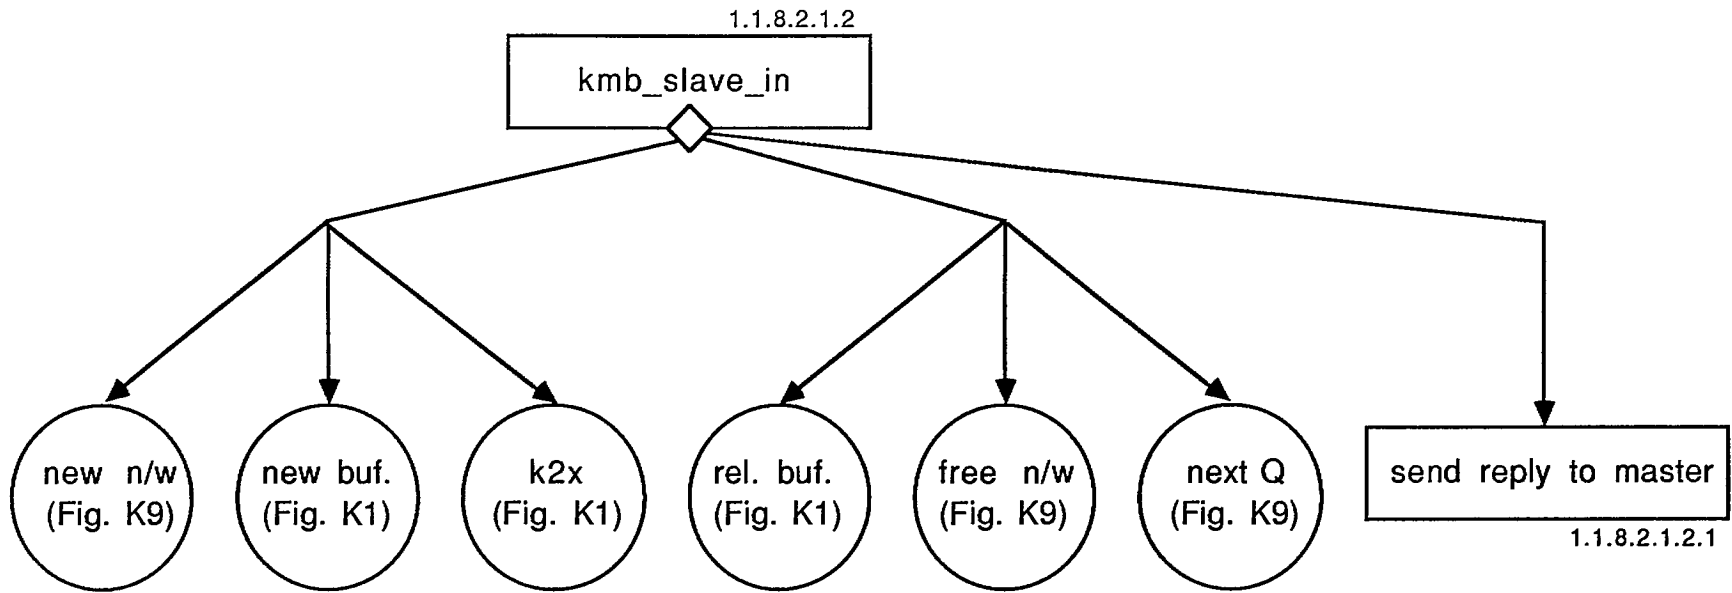 1.1.8.2.1.2
kmb_slave_in
new n/w
(Fig. K9)
new buf.
(Fig. K1)
k2x
(Fig. K1)
rel. buf.
(Fig. K1)
free n/w
(Fig. K9)
next Q
(Fig. K9)
send reply to master
1.1.8.2.1.2.1